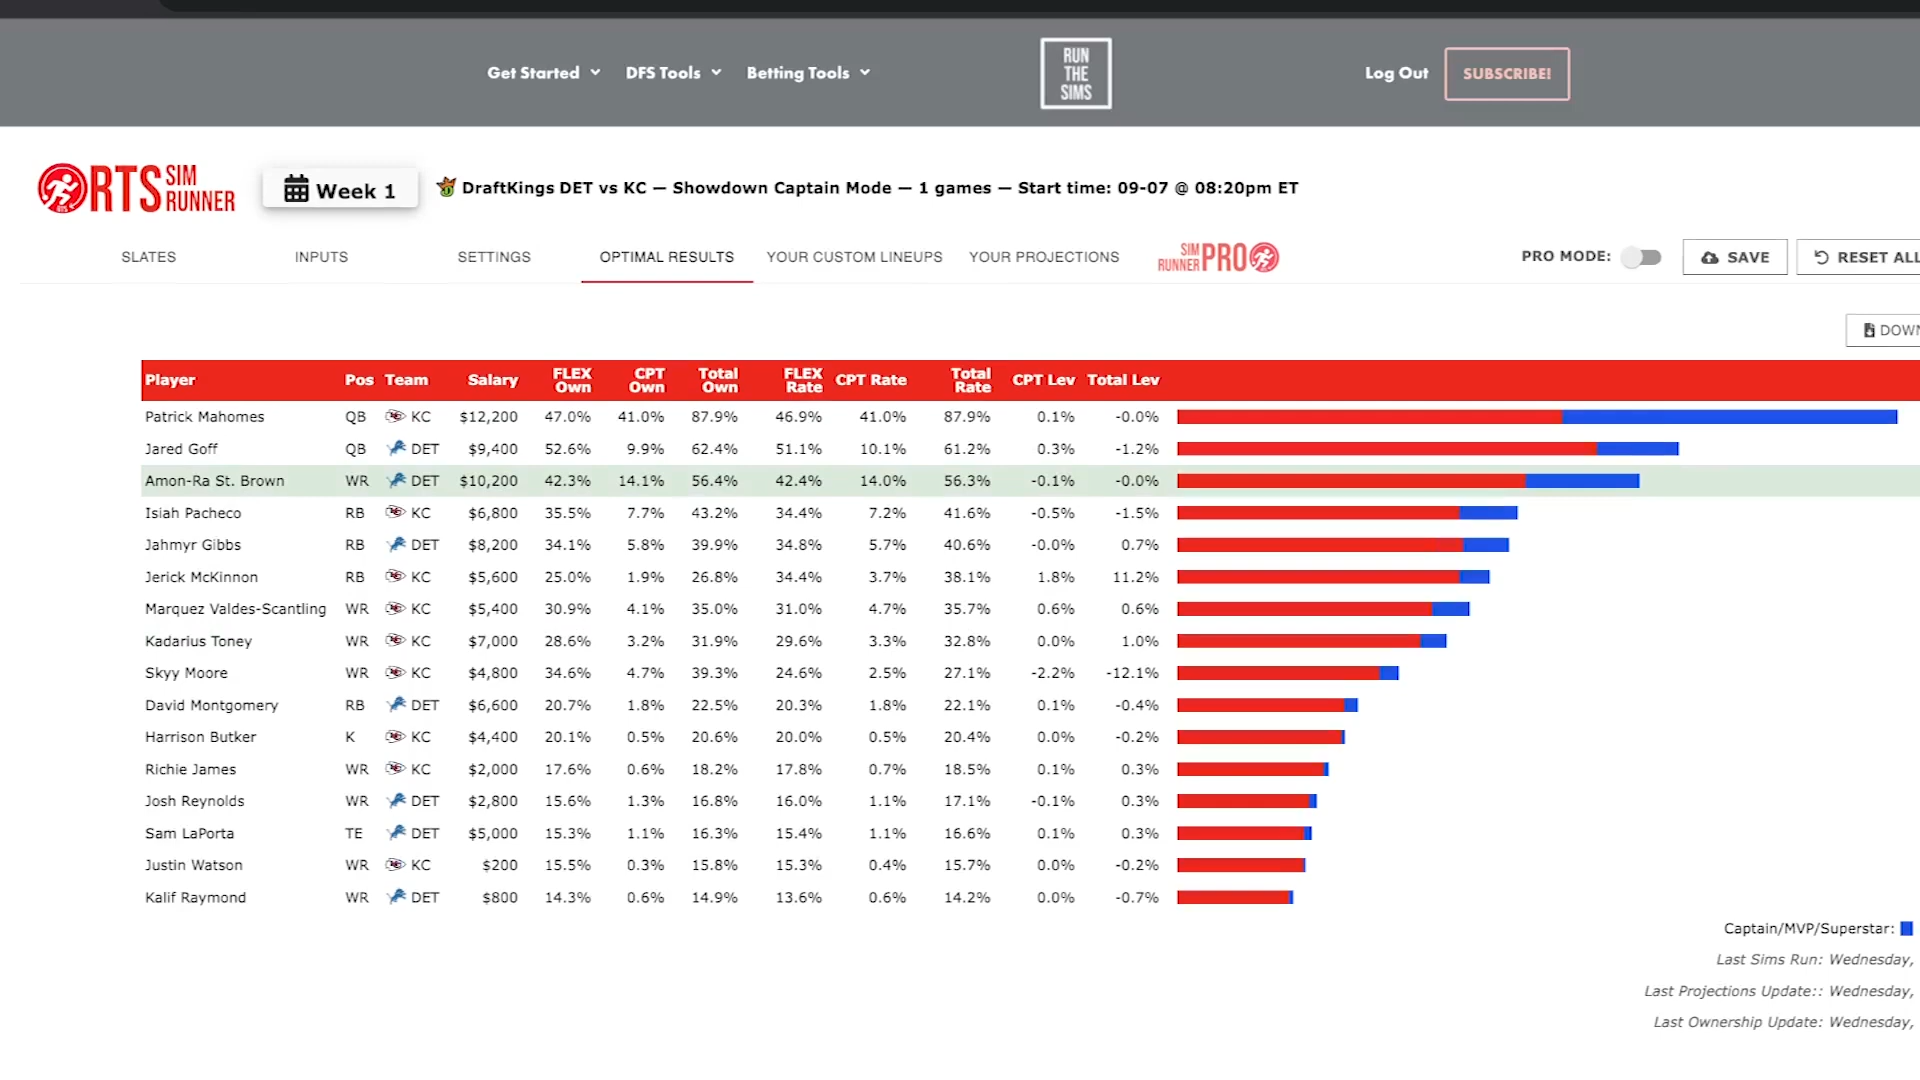 Get Started DFS Tools Betting Tools RUN THE SIMS Log Out SUBSCRIBE!
RTS SIM RUNNER Week 1 DraftKings DET vs KC — Showdown Captain Mode — 1 games — Start time: 09-07 @ 08:20pm ET
SLATES INPUTS SETTINGS OPTIMAL RESULTS YOUR CUSTOM LINEUPS YOUR PROJECTIONS SIM RUNNER PRO PRO MODE: SAVE RESET ALL
DOWN
Player Pos Team Salary FLEX Own CPT Own Total Own FLEX Rate CPT Rate Total Rate CPT Lev Total Lev
Patrick Mahomes QB KC $12,200 47.0% 41.0% 87.9% 46.9% 41.0% 87.9% 0.1% -0.0%
Jared Goff QB DET $9,400 52.6% 9.9% 62.4% 51.1% 10.1% 61.2% 0.3% -1.2%
Amon-Ra St. Brown WR DET $10,200 42.3% 14.1% 56.4% 42.4% 14.0% 56.3% -0.1% -0.0%
Isiah Pacheco RB KC $6,800 35.5% 7.7% 43.2% 34.4% 7.2% 41.6% -0.5% -1.5%
Jahmyr Gibbs RB DET $8,200 34.1% 5.8% 39.9% 34.8% 5.7% 40.6% -0.0% 0.7%
Jerick McKinnon RB KC $5,600 25.0% 1.9% 26.8% 34.4% 3.7% 38.1% 1.8% 11.2%
Marquez Valdes-Scantling WR KC $5,400 30.9% 4.1% 35.0% 31.0% 4.7% 35.7% 0.6% 0.6%
Kadarius Toney WR KC $7,000 28.6% 3.2% 31.9% 29.6% 3.3% 32.8% 0.0% 1.0%
Skyy Moore WR KC $4,800 34.6% 4.7% 39.3% 24.6% 2.5% 27.1% -2.2% -12.1%
David Montgomery RB DET $6,600 20.7% 1.8% 22.5% 20.3% 1.8% 22.1% 0.1% -0.4%
Harrison Butker K KC $4,400 20.1% 0.5% 20.6% 20.0% 0.5% 20.4% 0.0% -0.2%
Richie James WR KC $2,000 17.6% 0.6% 18.2% 17.8% 0.7% 18.5% 0.1% 0.3%
Josh Reynolds WR DET $2,800 15.6% 1.3% 16.8% 16.0% 1.1% 17.1% -0.1% 0.3%
Sam LaPorta TE DET $5,000 15.3% 1.1% 16.3% 15.4% 1.1% 16.6% 0.1% 0.3%
Justin Watson WR KC $200 15.5% 0.3% 15.8% 15.3% 0.4% 15.7% 0.0% -0.2%
Kalif Raymond WR DET $800 14.3% 0.6% 14.9% 13.6% 0.6% 14.2% 0.0% -0.7%
Captain/MVP/Superstar:
Last Sims Run: Wednesday,
Last Projections Update:: Wednesday,
Last Ownership Update: Wednesday,